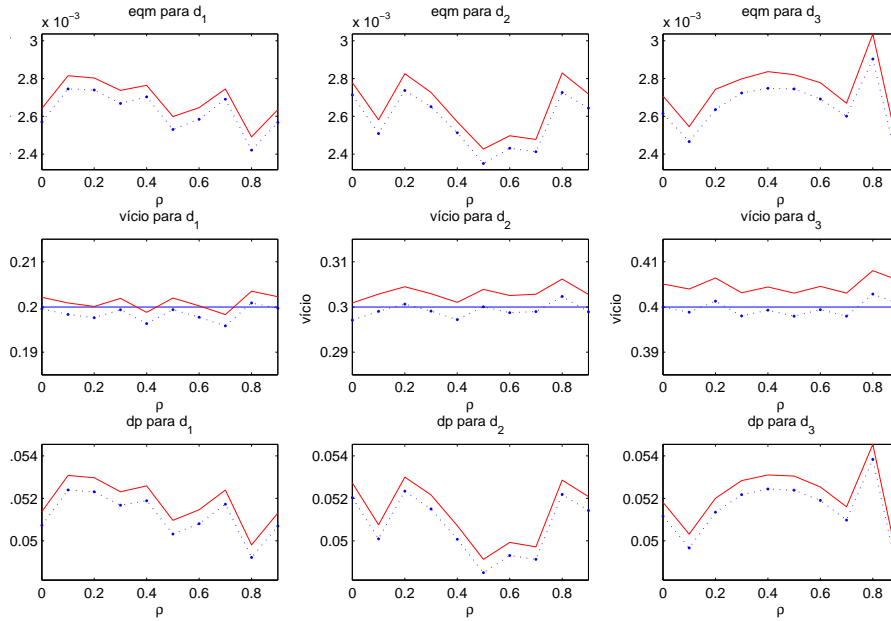 eqm para d1
eqm para d2
eqm para d3
x 10^-3
x 10^-3
x 10^-3
3
2.8
2.6
2.4
3
2.8
2.6
2.4
3
2.8
2.6
2.4
0 0.2 0.4 0.6 0.8
0 0.2 0.4 0.6 0.8
0 0.2 0.4 0.6 0.8
ρ
ρ
ρ
vício para d1
vício para d2
vício para d3
0.21
0.2
0.19
vício
0.31
0.3
0.29
vício
0.41
0.4
0.39
0 0.2 0.4 0.6 0.8
0 0.2 0.4 0.6 0.8
0 0.2 0.4 0.6 0.8
ρ
ρ
ρ
dp para d1
dp para d2
dp para d3
.054
.052
0.05
0.054
0.052
0.05
0.054
0.052
0.05
0 0.2 0.4 0.6 0.8
0 0.2 0.4 0.6 0.8
0 0.2 0.4 0.6 0.8
ρ
ρ
ρ